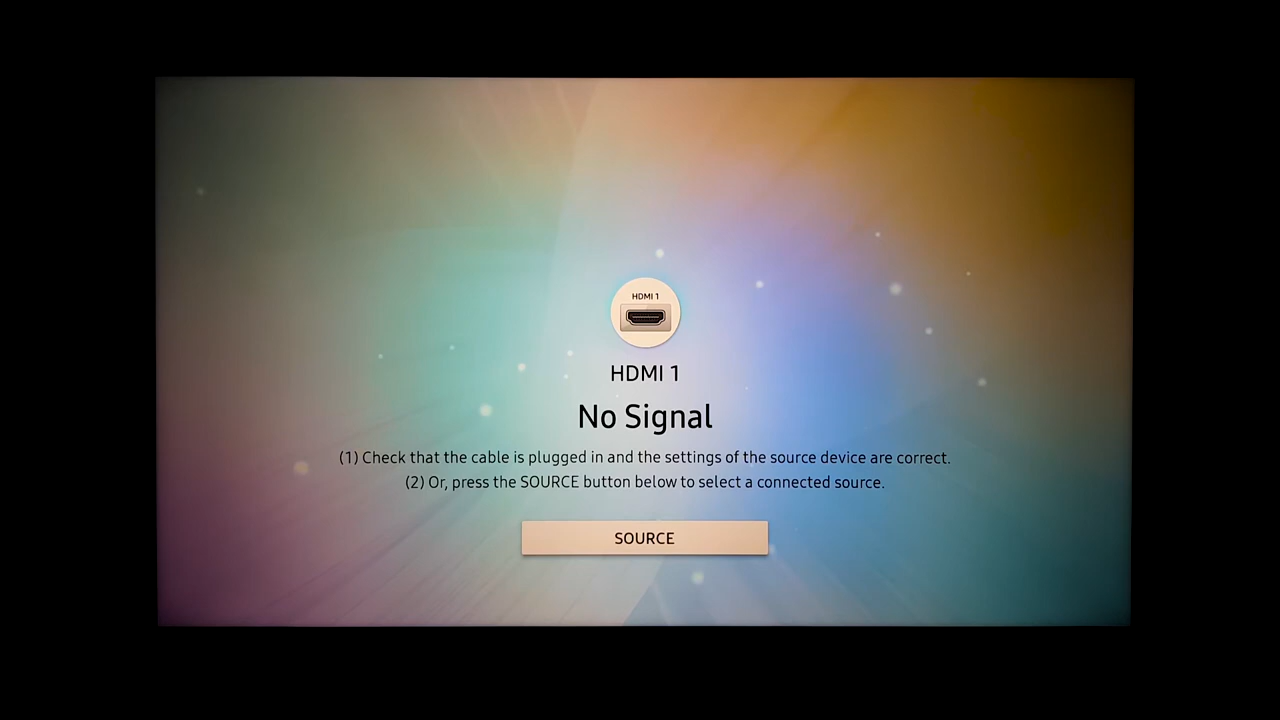 HDMI 1
HDMI 1
No Signal
(1) Check that the cable is plugged in and the settings of the source device are correct.
(2) Or, press the SOURCE button below to select a connected source.
SOURCE